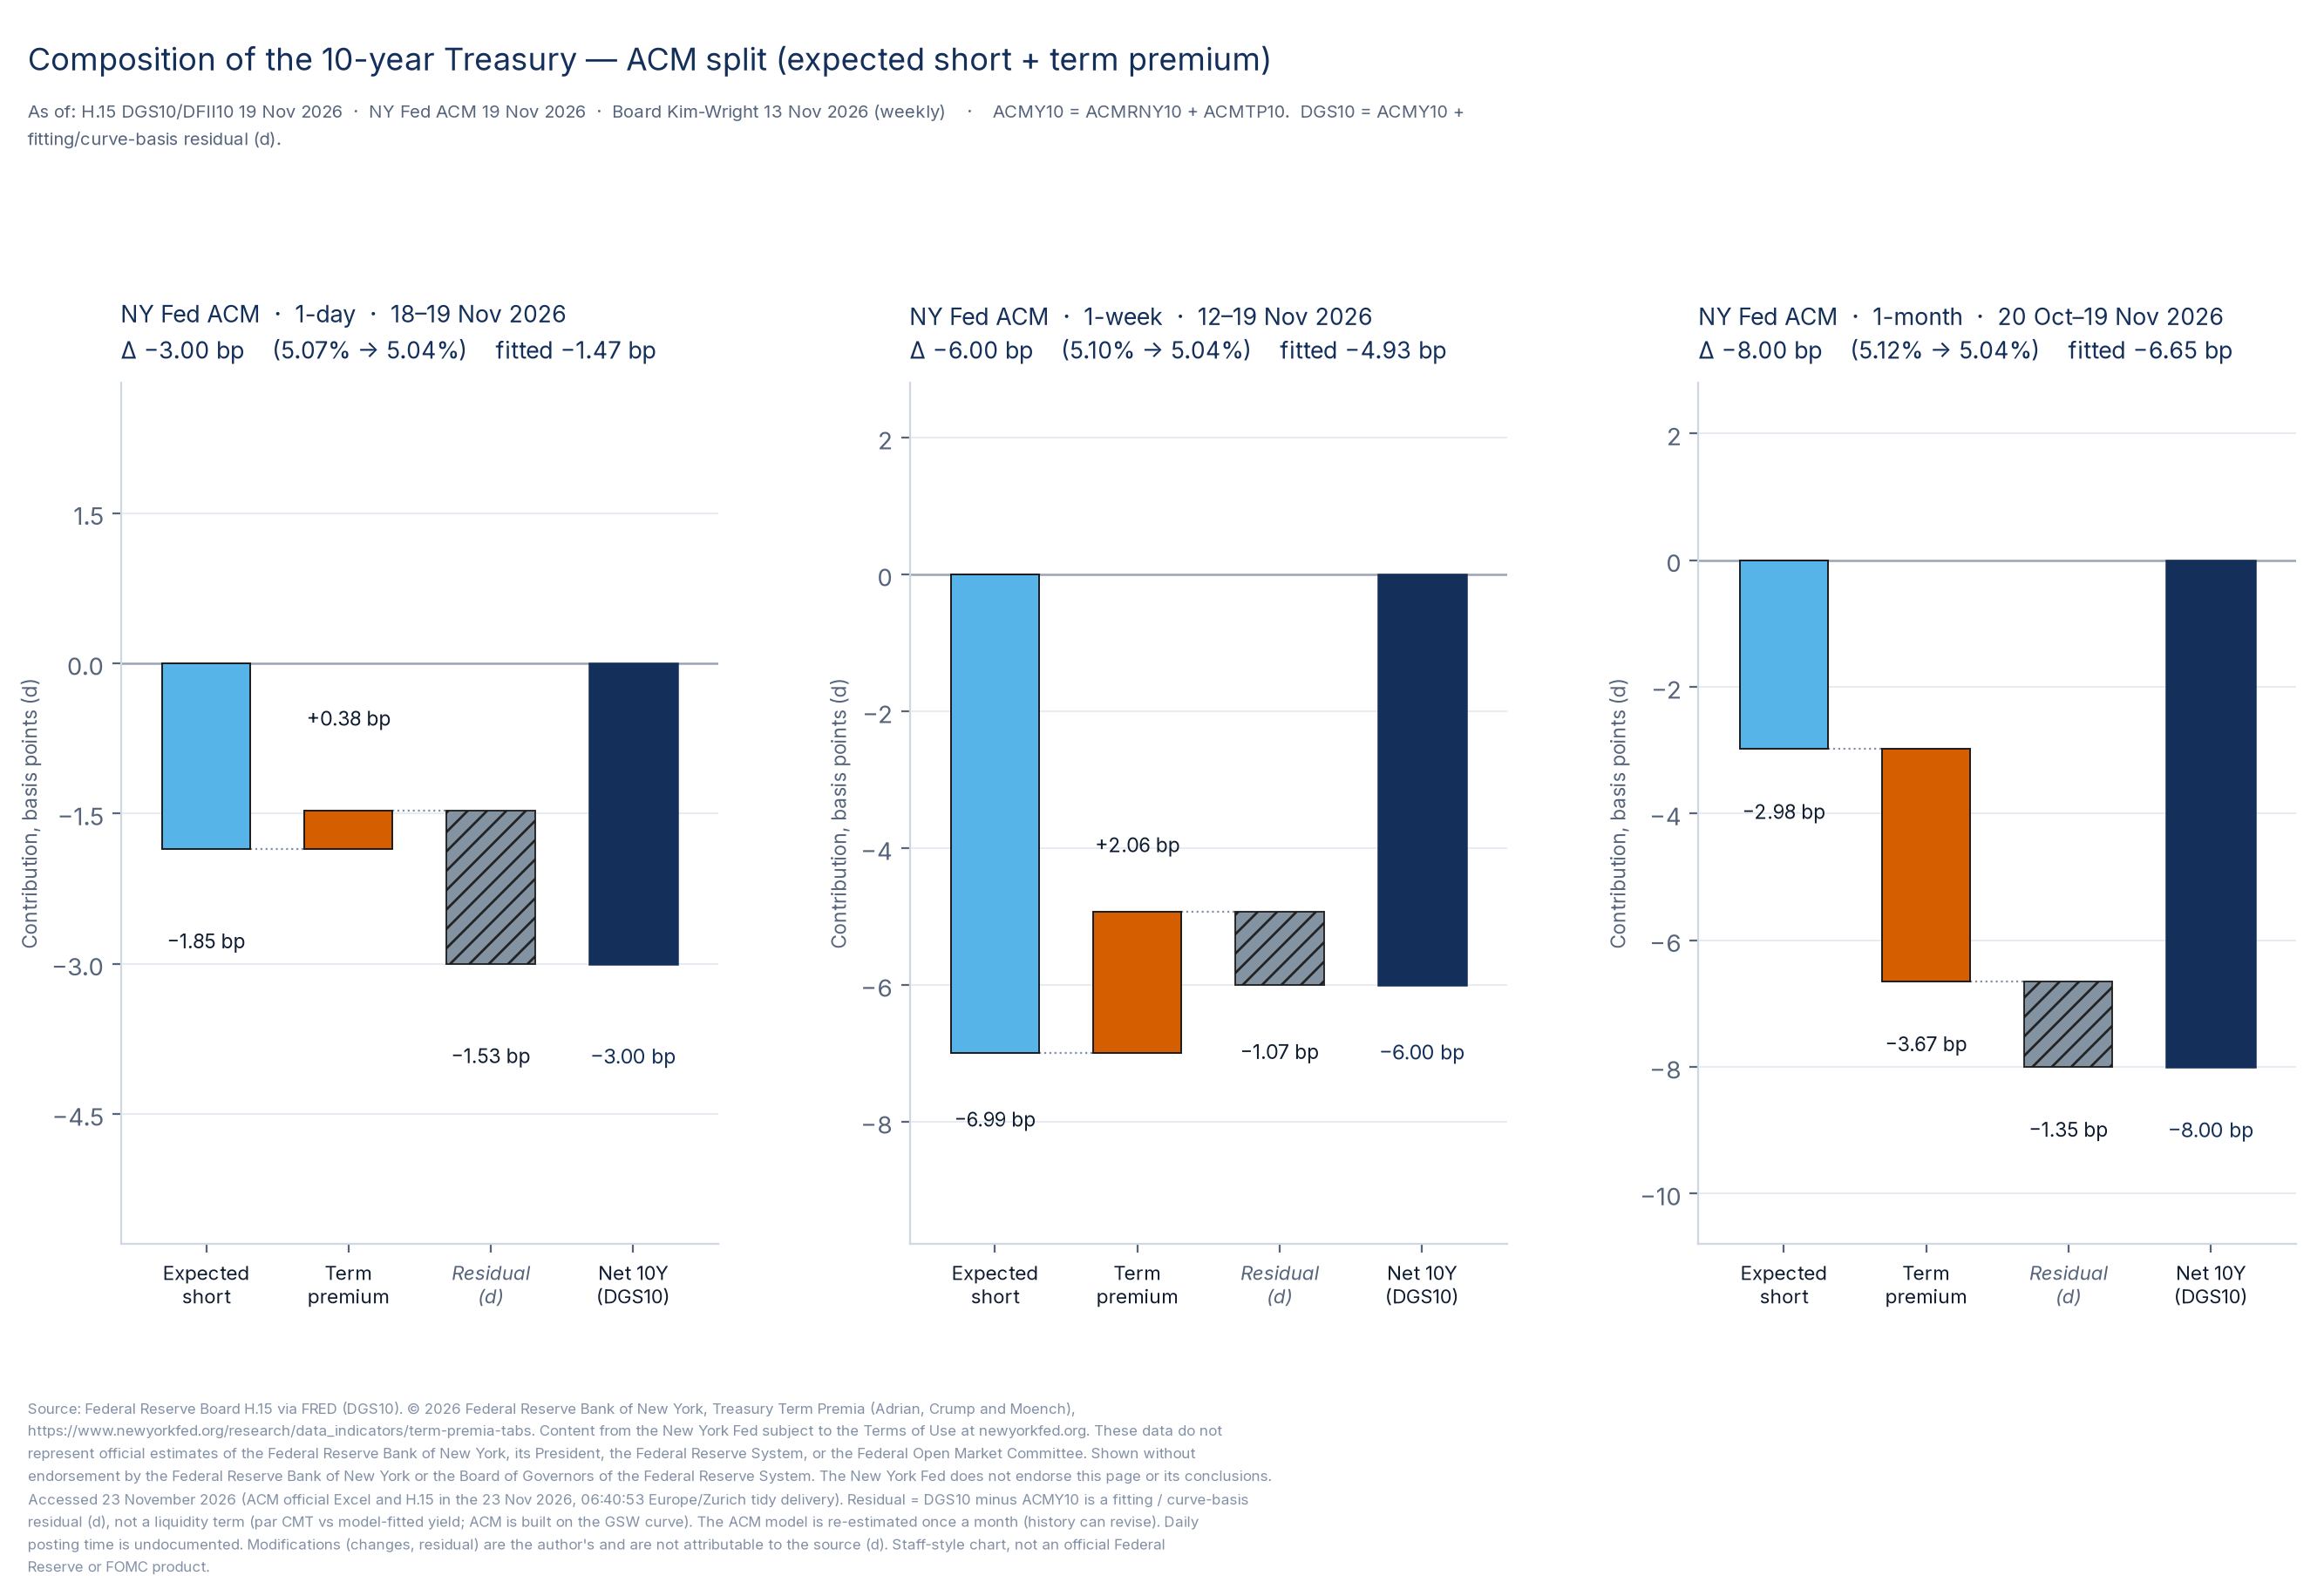 Composition of the 10-year Treasury — ACM split (expected short + term premium)
As of: H.15 DGS10/DFII10 19 Nov 2026 · NY Fed ACM 19 Nov 2026 · Board Kim-Wright 13 Nov 2026 (weekly) · ACMY10 = ACMRNY10 + ACMTP10. DGS10 = ACMY10 +
fitting/curve-basis residual (d).
NY Fed ACM · 1-day · 18–19 Nov 2026
Δ −3.00 bp (5.07% → 5.04%) fitted −1.47 bp
Contribution, basis points (d)
1.5
0.0
−1.5
−3.0
−4.5
+0.38 bp
−1.85 bp
−1.53 bp
−3.00 bp
Expected
short
Term
premium
Residual
(d)
Net 10Y
(DGS10)
NY Fed ACM · 1-week · 12–19 Nov 2026
Δ −6.00 bp (5.10% → 5.04%) fitted −4.93 bp
Contribution, basis points (d)
2
0
−2
−4
−6
−8
+2.06 bp
−6.99 bp
−1.07 bp
−6.00 bp
Expected
short
Term
premium
Residual
(d)
Net 10Y
(DGS10)
NY Fed ACM · 1-month · 20 Oct–19 Nov 2026
Δ −8.00 bp (5.12% → 5.04%) fitted −6.65 bp
Contribution, basis points (d)
2
0
−2
−4
−6
−8
−10
−2.98 bp
−3.67 bp
−1.35 bp
−8.00 bp
Expected
short
Term
premium
Residual
(d)
Net 10Y
(DGS10)
Source: Federal Reserve Board H.15 via FRED (DGS10). © 2026 Federal Reserve Bank of New York, Treasury Term Premia (Adrian, Crump and Moench),
https://www.newyorkfed.org/research/data_indicators/term-premia-tabs. Content from the New York Fed subject to the Terms of Use at newyorkfed.org. These data do not
represent official estimates of the Federal Reserve Bank of New York, its President, the Federal Reserve System, or the Federal Open Market Committee. Shown without
endorsement by the Federal Reserve Bank of New York or the Board of Governors of the Federal Reserve System. The New York Fed does not endorse this page or its conclusions.
Accessed 23 November 2026 (ACM official Excel and H.15 in the 23 Nov 2026, 06:40:53 Europe/Zurich tidy delivery). Residual = DGS10 minus ACMY10 is a fitting / curve-basis
residual (d), not a liquidity term (par CMT vs model-fitted yield; ACM is built on the GSW curve). The ACM model is re-estimated once a month (history can revise). Daily
posting time is undocumented. Modifications (changes, residual) are the author's and are not attributable to the source (d). Staff-style chart, not an official Federal
Reserve or FOMC product.